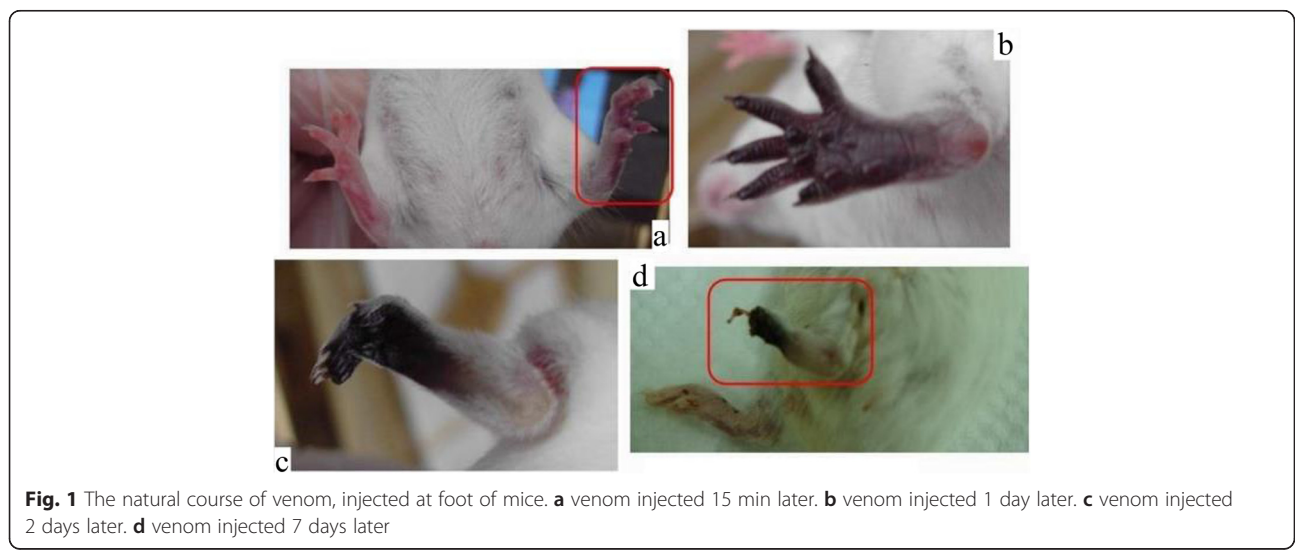 a
b
c
d
Fig. 1 The natural course of venom, injected at foot of mice. a venom injected 15 min later. b venom injected 1 day later. c venom injected
2 days later. d venom injected 7 days later